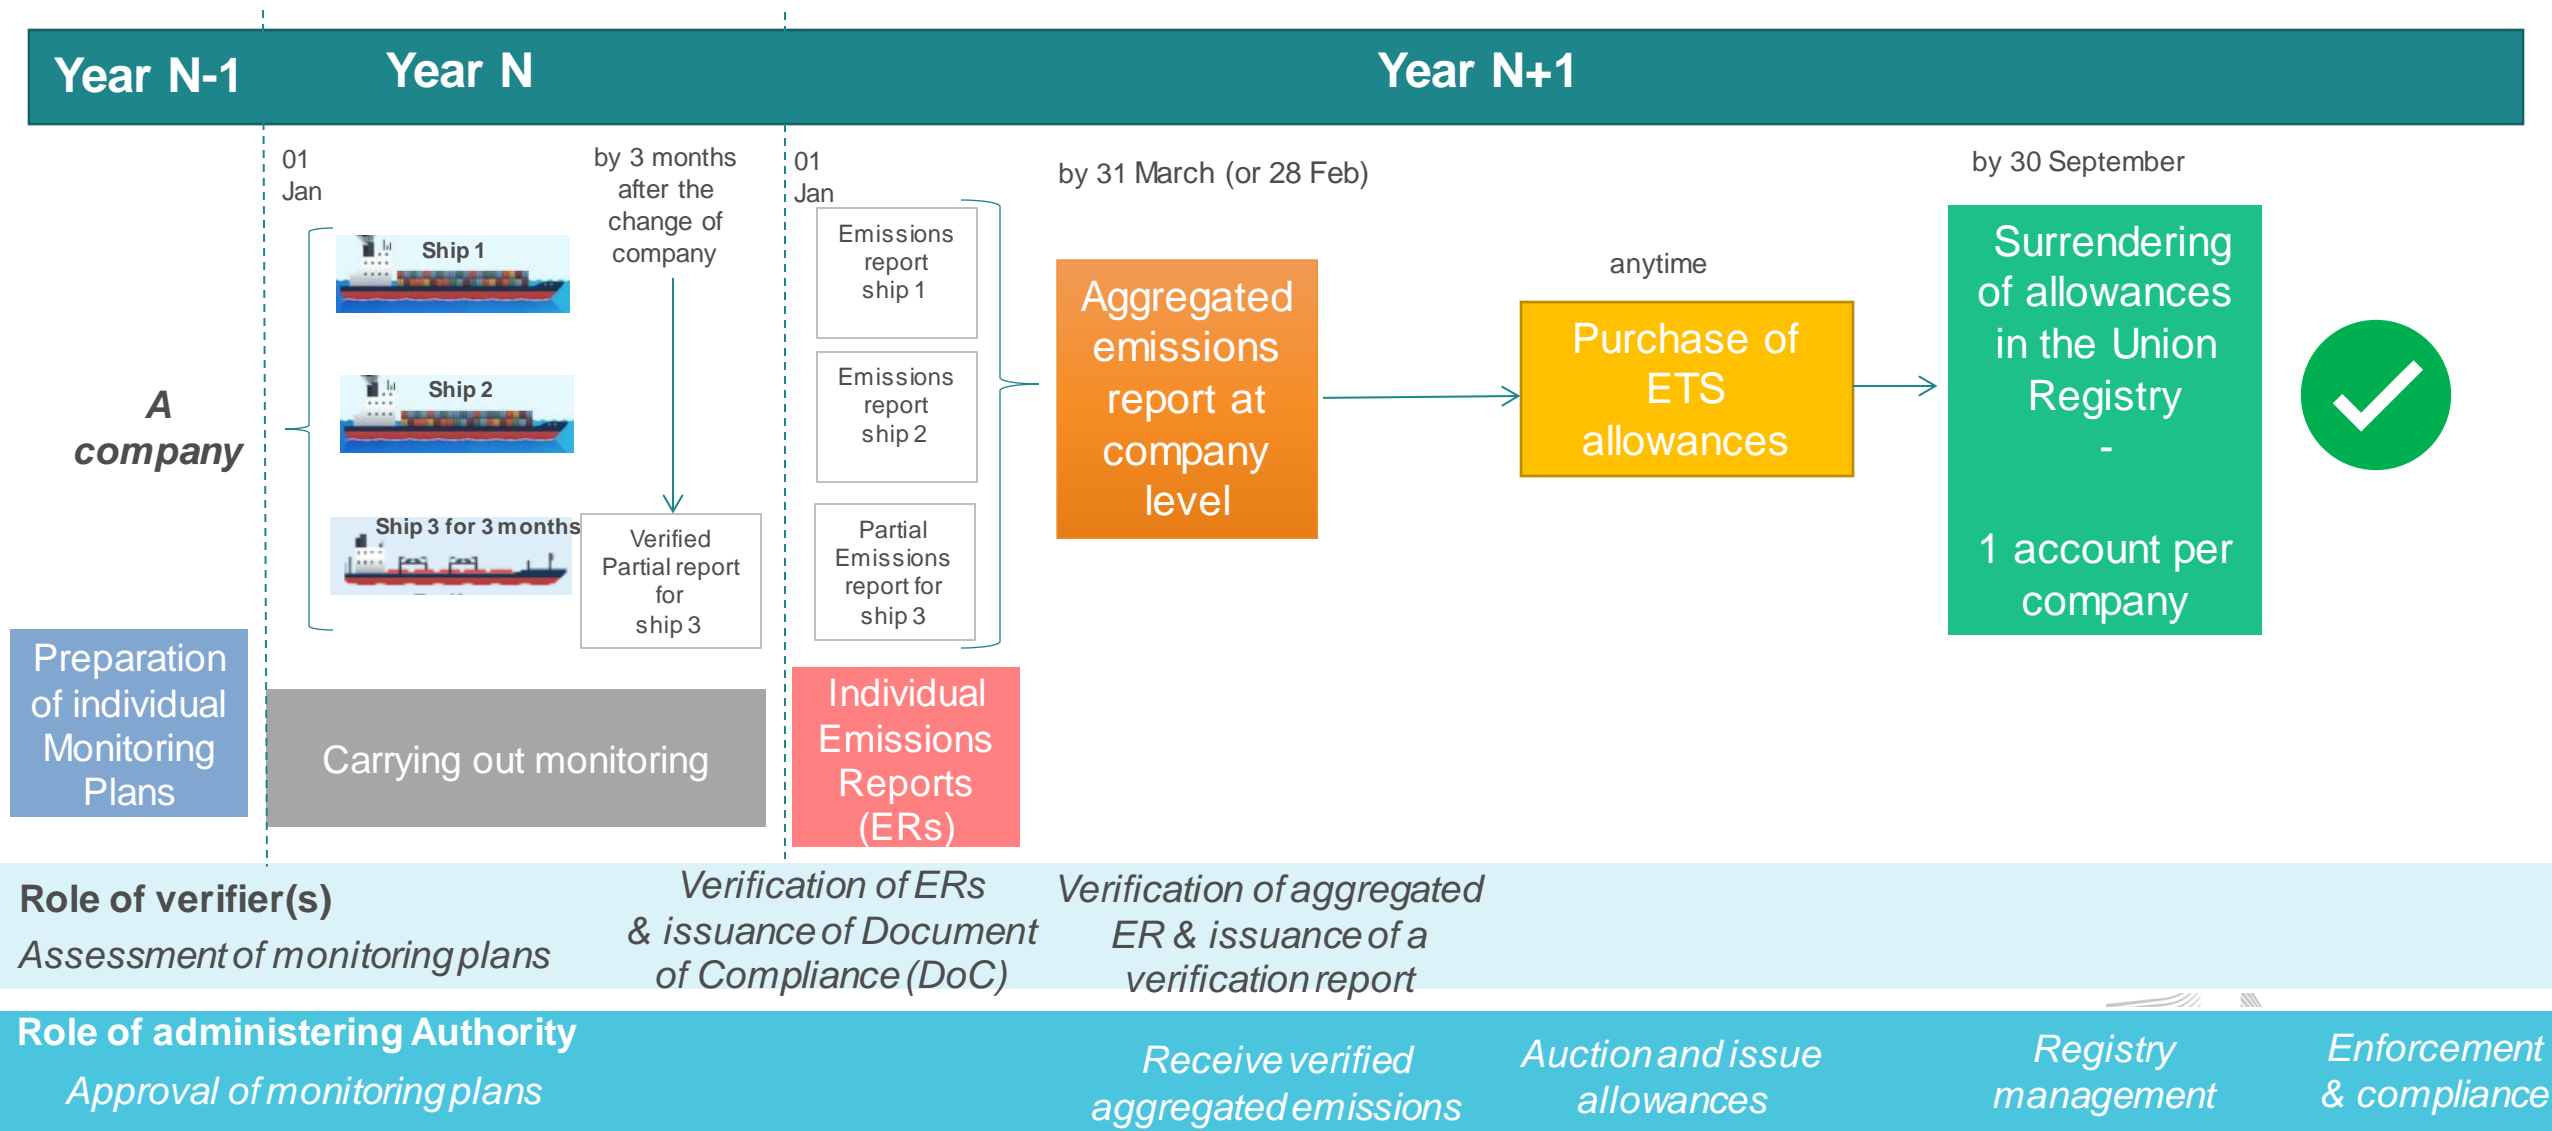 Year N-1
Year N
Year N+1
01
Jan
by 3 months
after the
change of
company
01
Jan
by 31 March (or 28 Feb)
by 30 September
A
company
Ship 1
Ship 2
Ship 3 for 3 months
Verified
Partial report
for
ship 3
Emissions
report
ship 1
Emissions
report
ship 2
Partial
Emissions
report for
ship 3
Aggregated
emissions
report at
company
level
anytime
Purchase of
ETS
allowances
Surrendering
of allowances
in the Union
Registry
-
1 account per
company
Preparation
of individual
Monitoring
Plans
Carrying out monitoring
Individual
Emissions
Reports
(ERs)
Role of verifier(s)
Assessment of monitoring plans
Verification of ERs
& issuance of Document
of Compliance (DoC)
Verification of aggregated
ER & issuance of a
verification report
Role of administering Authority
Approval of monitoring plans
Receive verified
aggregated emissions
Auction and issue
allowances
Registry
management
Enforcement
& compliance